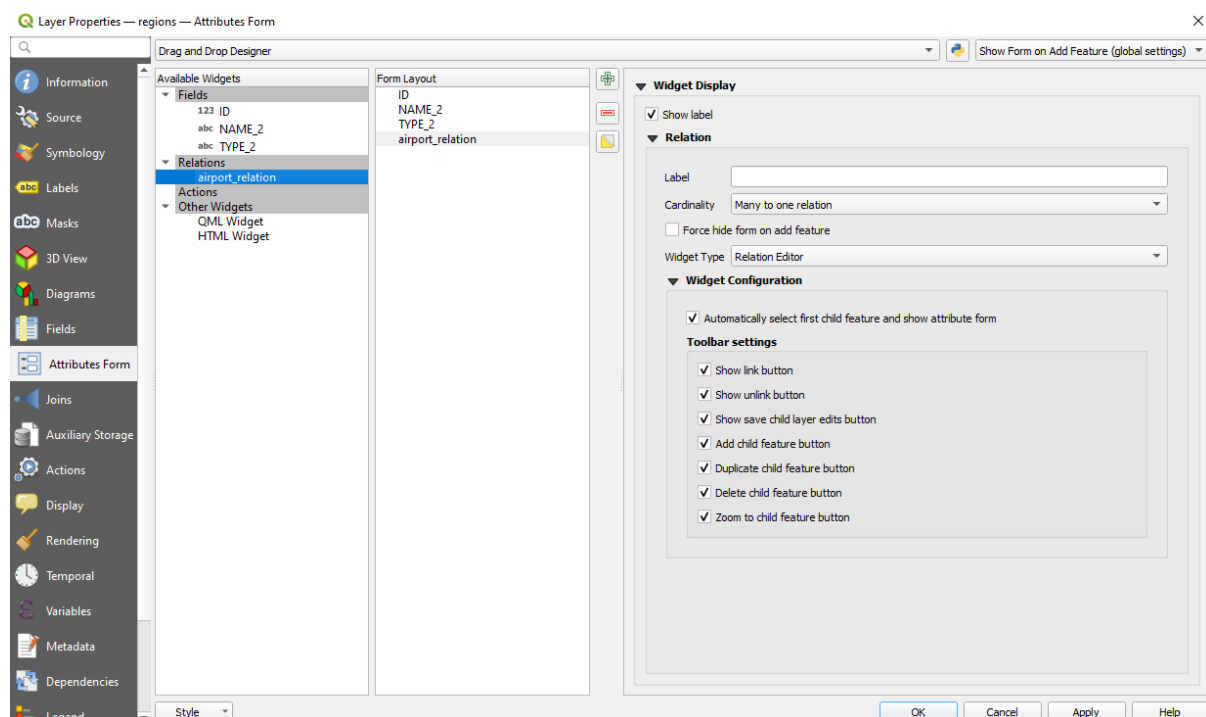 Layer Properties — regions — Attributes Form
Drag and Drop Designer
Show Form on Add Feature (global settings)
Information
Source
Symbology
abc Labels
abc Masks
3D View
Diagrams
Fields
Attributes Form
Joins
Auxiliary Storage
Actions
Display
Rendering
Temporal
Variables
Metadata
Dependencies
Legend
Available Widgets
Fields
123 ID
abc NAME_2
abc TYPE_2
Relations
airport_relation
Actions
Other Widgets
QML Widget
HTML Widget
Form Layout
ID
NAME_2
TYPE_2
airport_relation
Widget Display
Show label
Relation
Label
Cardinality Many to one relation
Force hide form on add feature
Widget Type Relation Editor
Widget Configuration
Automatically select first child feature and show attribute form
Toolbar settings
Show link button
Show unlink button
Show save child layer edits button
Add child feature button
Duplicate child feature button
Delete child feature button
Zoom to child feature button
Style
OK Cancel Apply Help